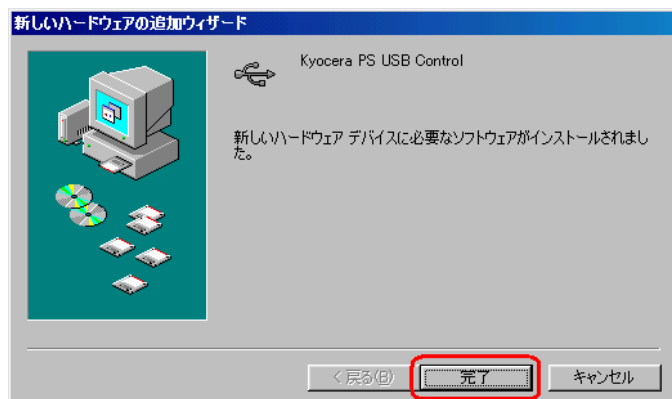 新しいハードウェアの追加ウィザード
Kyocera PS USB Control
新しいハードウェア デバイスに必要なソフトウェアがインストールされまし
た。
< 戻る(B)
完了
キャンセル